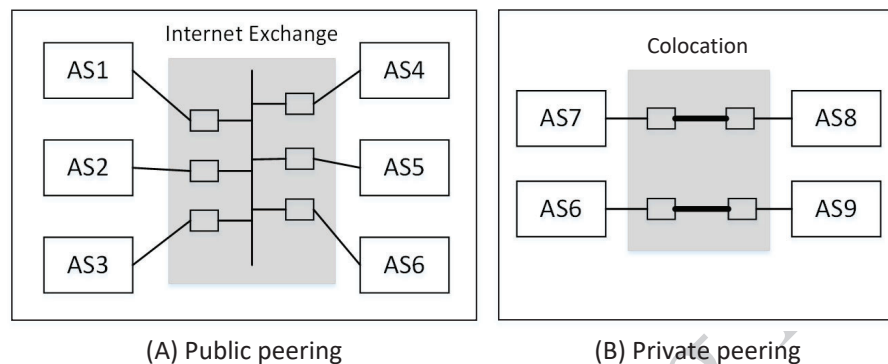 Internet Exchange
AS1
AS4
AS2
AS5
AS3
AS6
(A) Public peering
Colocation
AS7
AS8
AS6
AS9
(B) Private peering